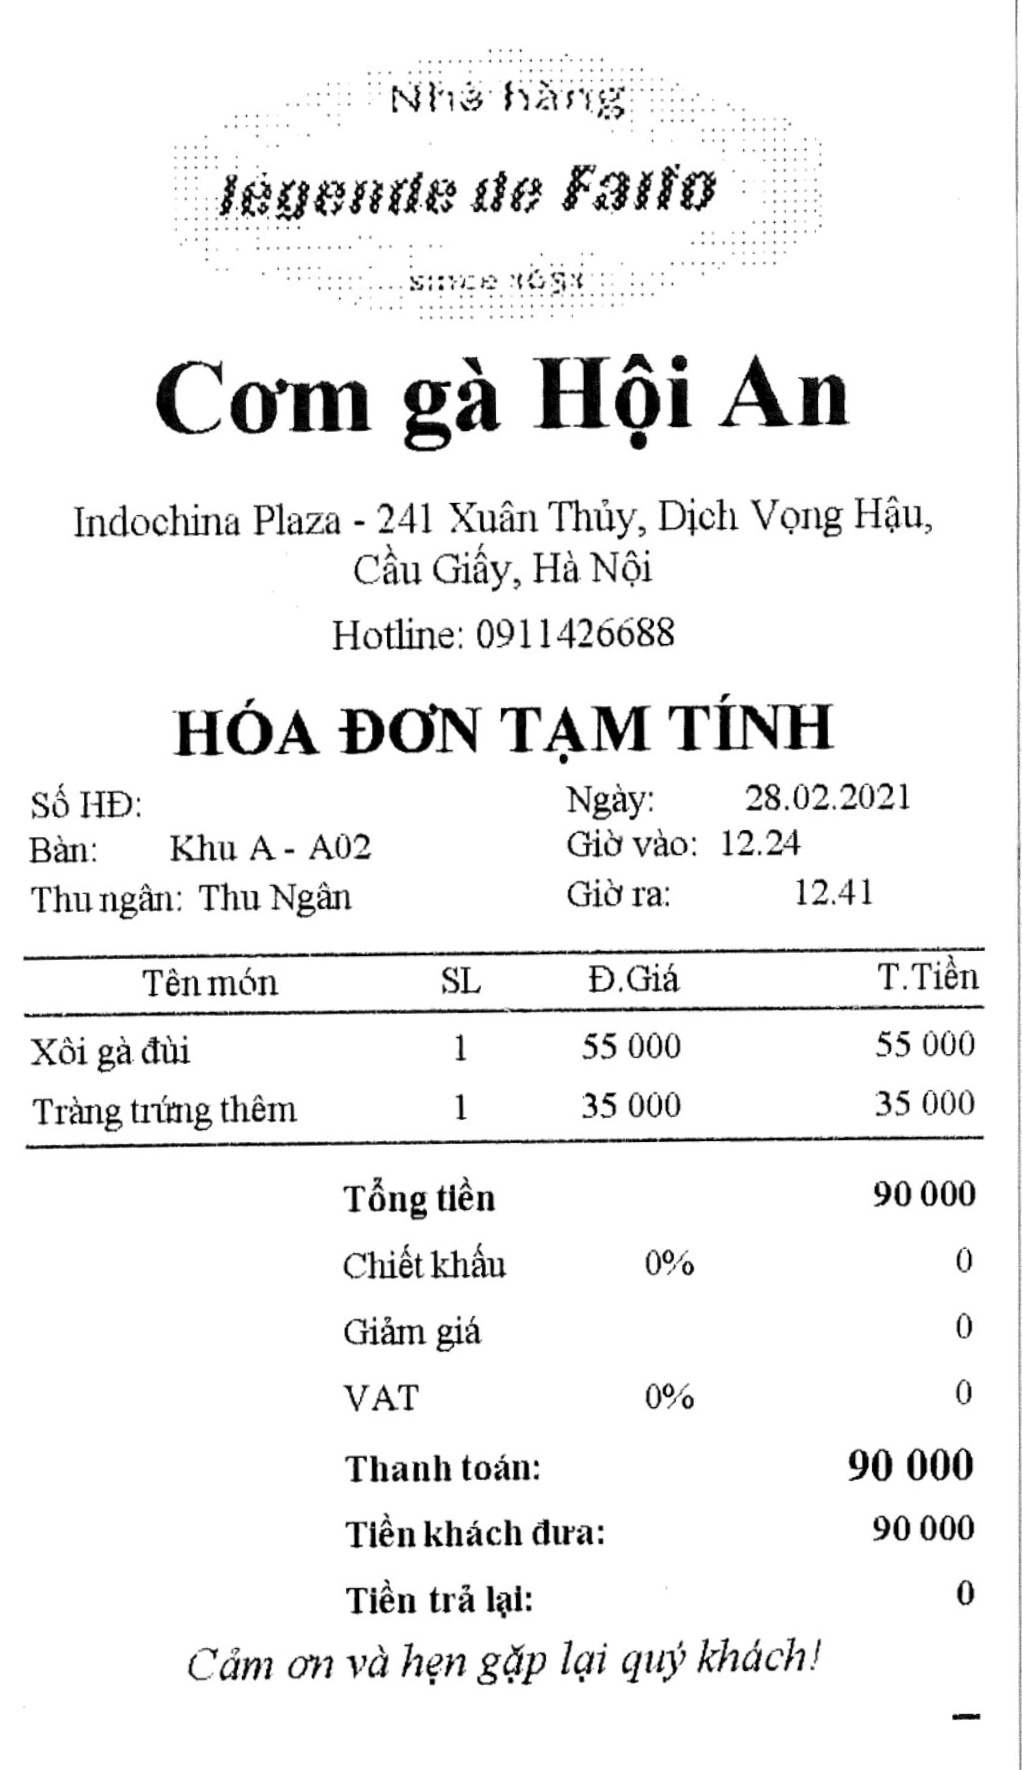 Nhà hàng
légende de Faifo
since
Cơm gà Hội An
Indochina Plaza - 241 Xuân Thủy, Dịch Vọng Hậu,
Cầu Giấy, Hà Nội
Hotline: 0911426688
HÓA ĐƠN TẠM TÍNH
Số HĐ: Ngày: 28.02.2021
Bàn: Khu A - A02 Giờ vào: 12.24
Thu ngân: Thu Ngân Giờ ra: 12.41
Tên món SL Đ.Giá T.Tiền
Xôi gà đùi 1 55 000 55 000
Tràng trứng thêm 1 35 000 35 000
Tổng tiền 90 000
Chiết khấu 0% 0
Giảm giá 0
VAT 0% 0
Thanh toán: 90 000
Tiền khách đưa: 90 000
Tiền trả lại: 0
Cảm ơn và hẹn gặp lại quý khách!